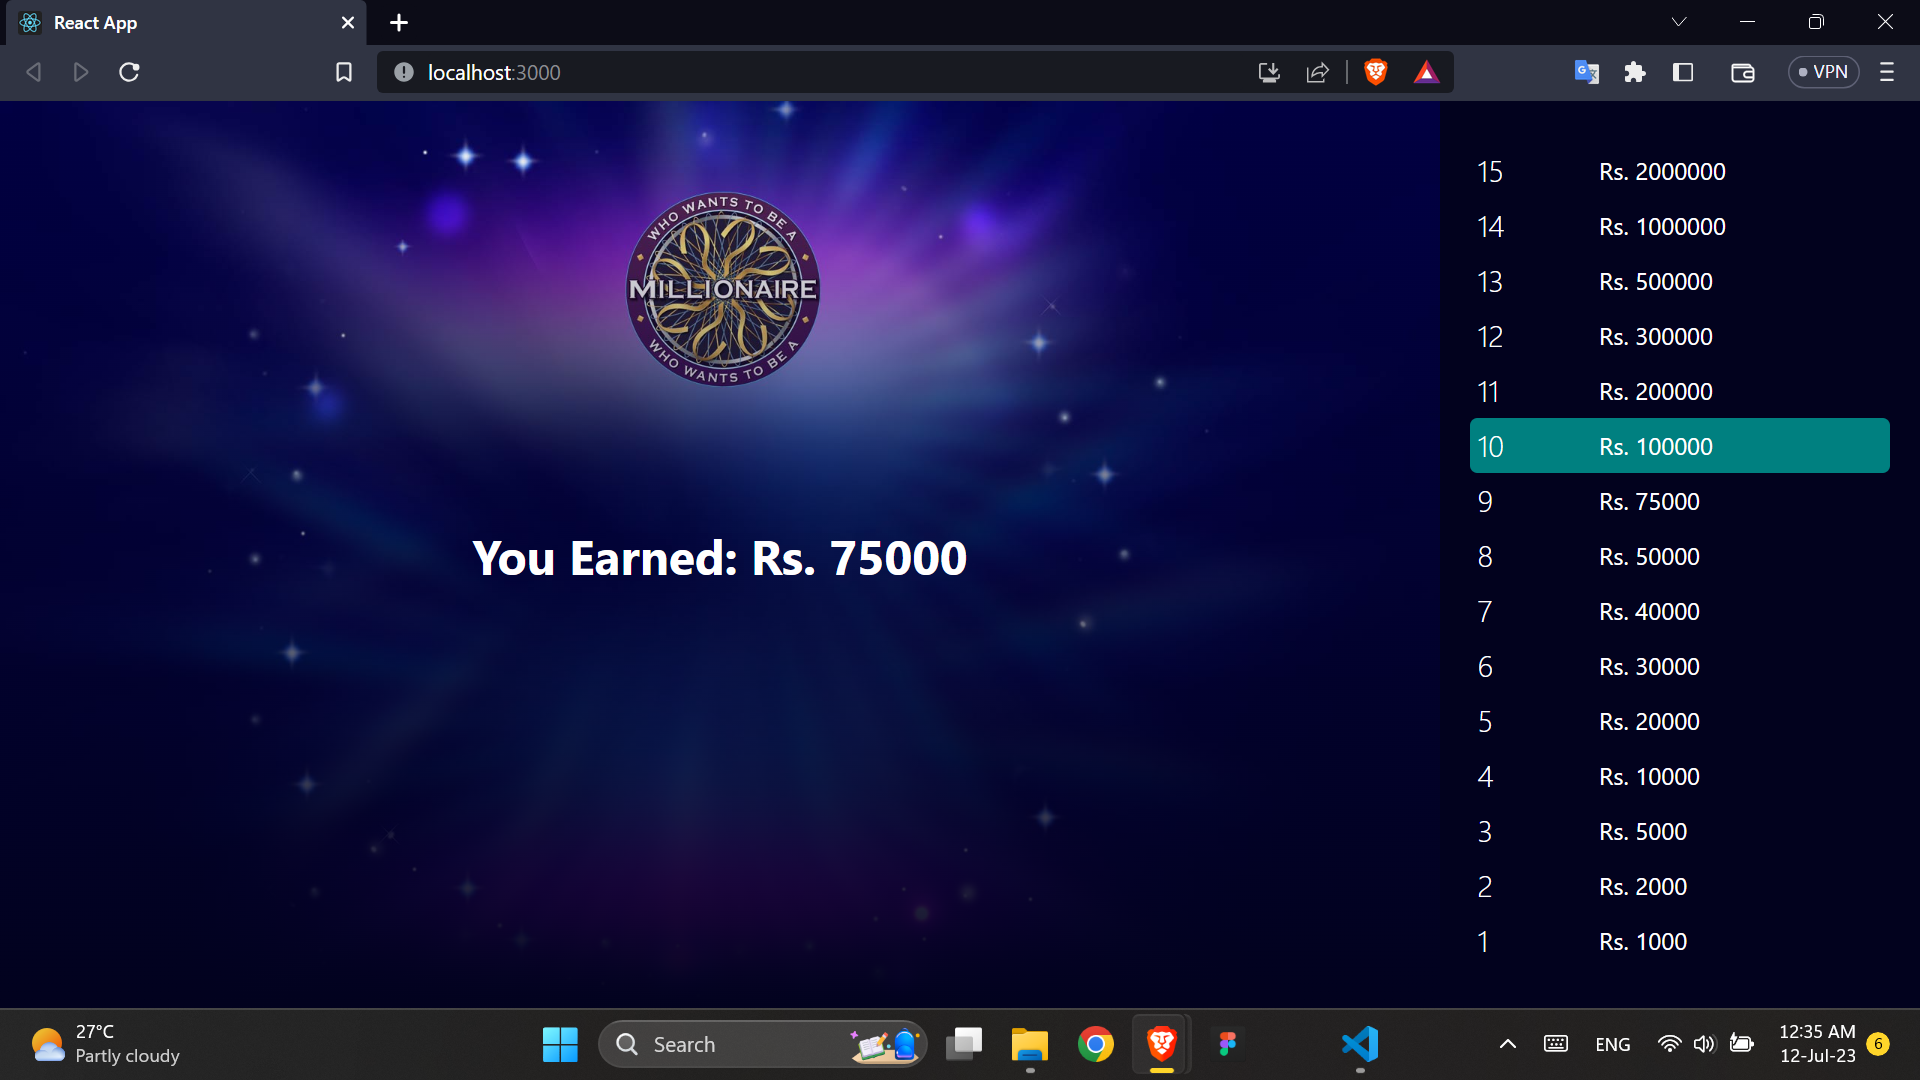 React App
localhost:3000
VPN
WHO WANTS TO BE A
MILLIONAIRE
WHO WANTS TO BE A
You Earned: Rs. 75000
15 Rs. 2000000
14 Rs. 1000000
13 Rs. 500000
12 Rs. 300000
11 Rs. 200000
10 Rs. 100000
9 Rs. 75000
8 Rs. 50000
7 Rs. 40000
6 Rs. 30000
5 Rs. 20000
4 Rs. 10000
3 Rs. 5000
2 Rs. 2000
1 Rs. 1000
27°C
Partly cloudy
Search
ENG
12:35 AM
12-Jul-23
6